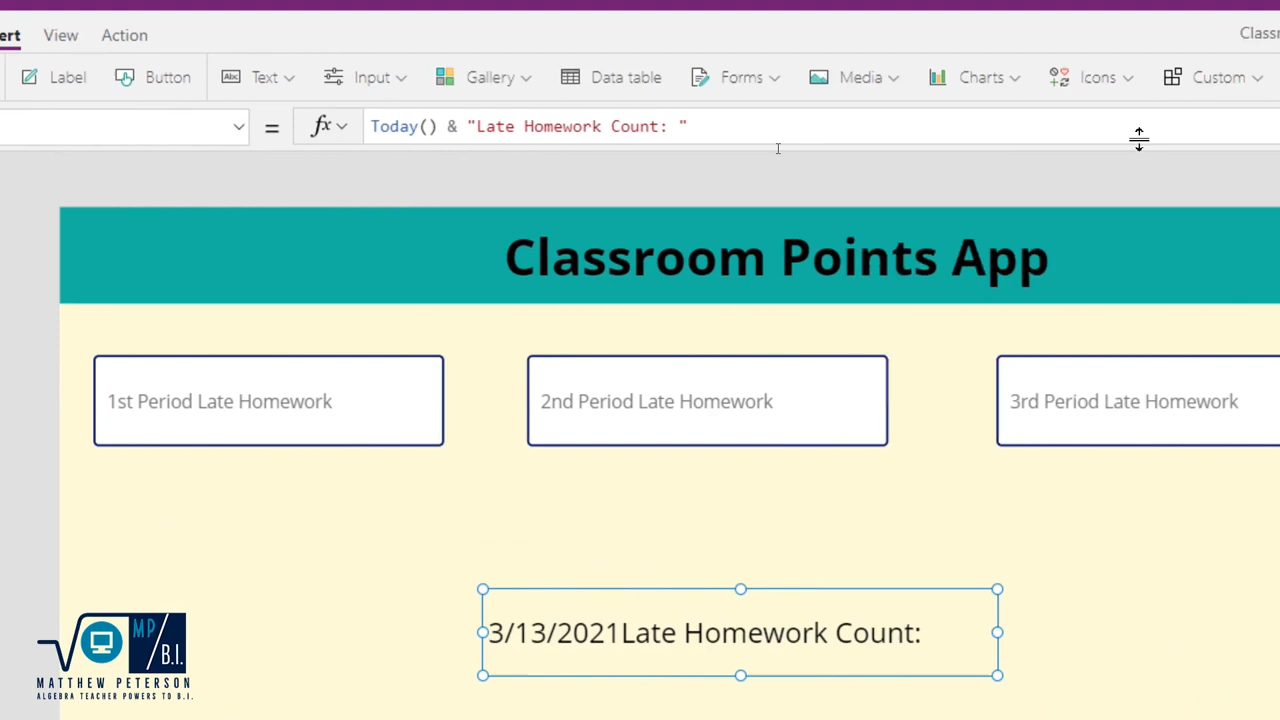 ert View Action Classr
Label Button Abc Text Input Gallery Data table Forms Media Charts Icons Custom
= fx Today() & "Late Homework Count: "
Classroom Points App
1st Period Late Homework 2nd Period Late Homework 3rd Period Late Homework
3/13/2021Late Homework Count:
MP
B.I.
MATTHEW PETERSON
ALGEBRA TEACHER POWERS TO B.I.